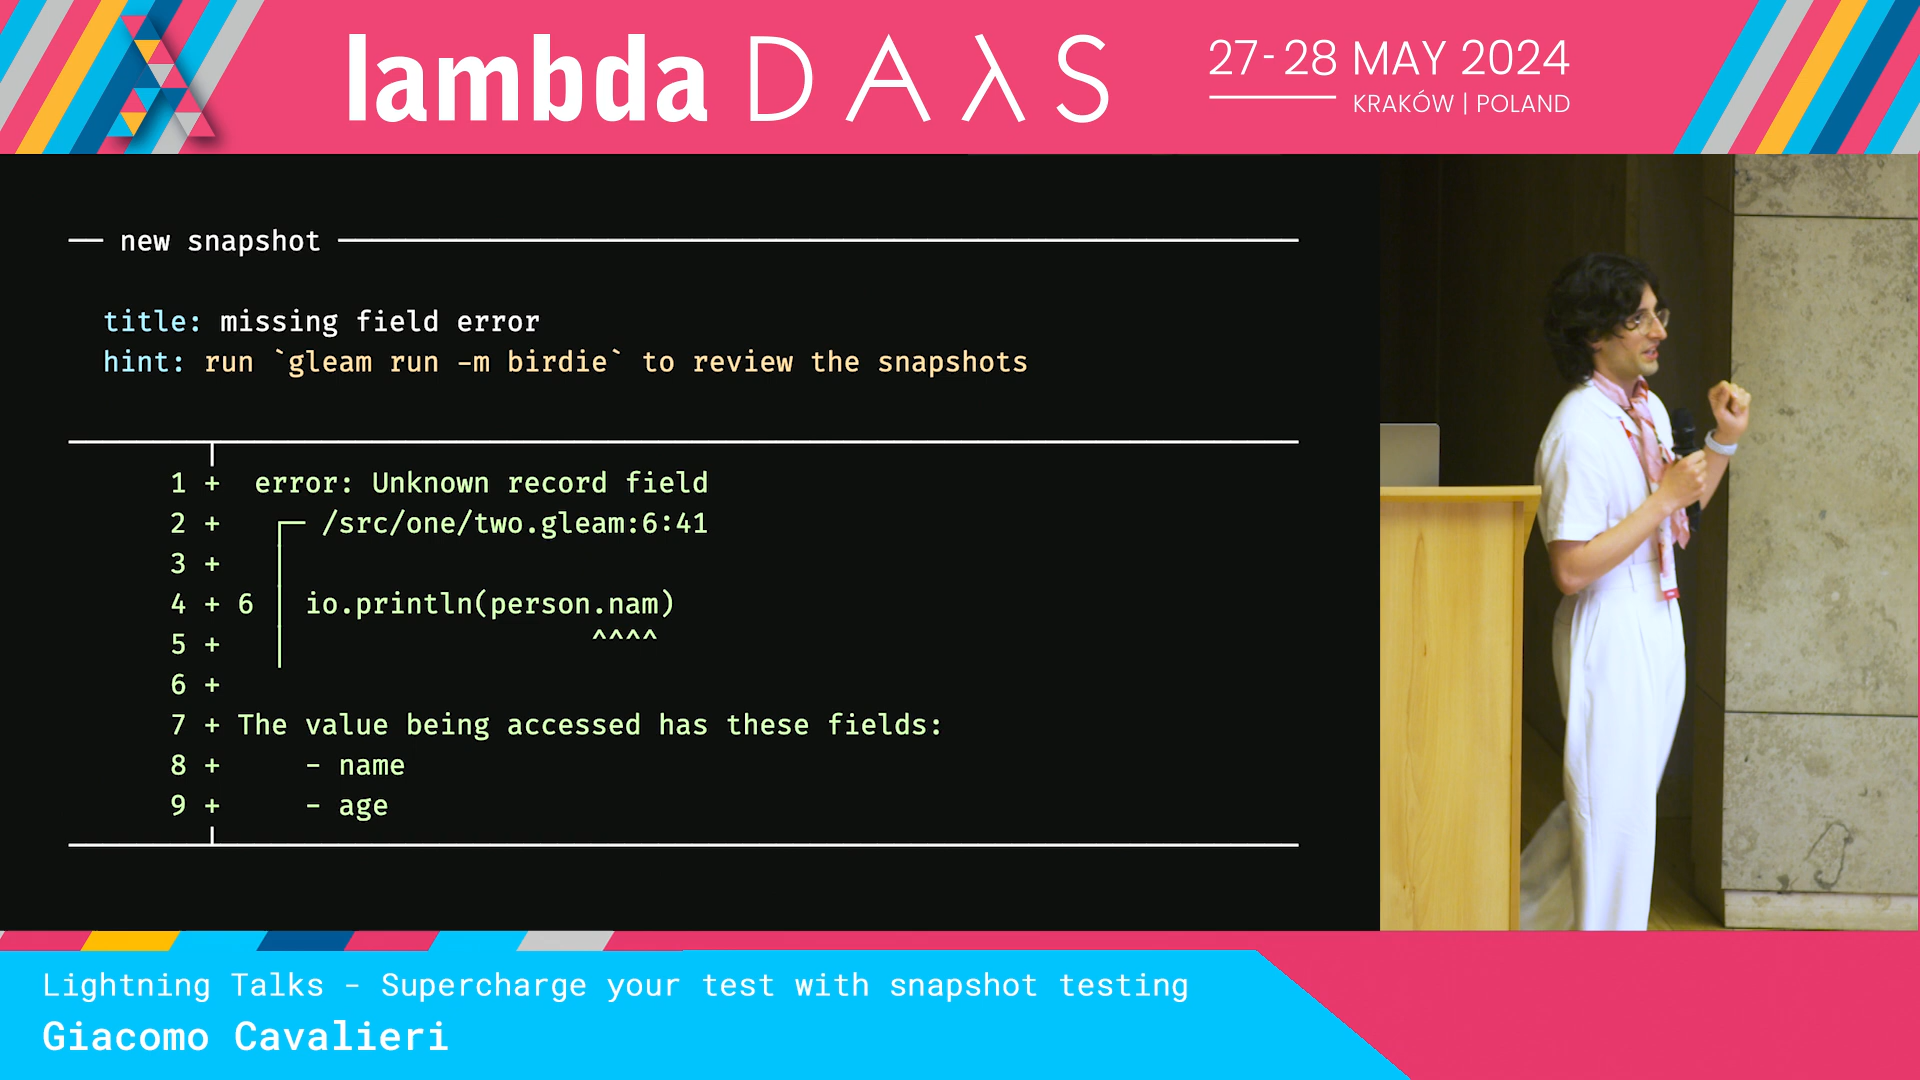 lambda DAλS
27-28 MAY 2024
KRAKÓW | POLAND
new snapshot
title: missing field error
hint: run `gleam run -m birdie` to review the snapshots
1 + error: Unknown record field
2 + ┌─ /src/one/two.gleam:6:41
3 + │
4 + 6 │ io.println(person.nam)
5 + │ ^^^^
6 +
7 + The value being accessed has these fields:
8 + - name
9 + - age
Lightning Talks - Supercharge your test with snapshot testing
Giacomo Cavalieri